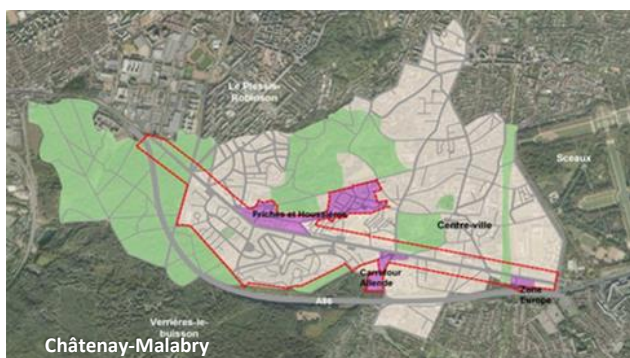 Le Plessis-
Robinson
Sceaux
Friches et Houssières
Centre-ville
Carrefour
Allende
Zone
Europe
A86
Verrières-le-
buisson
Châtenay-Malabry